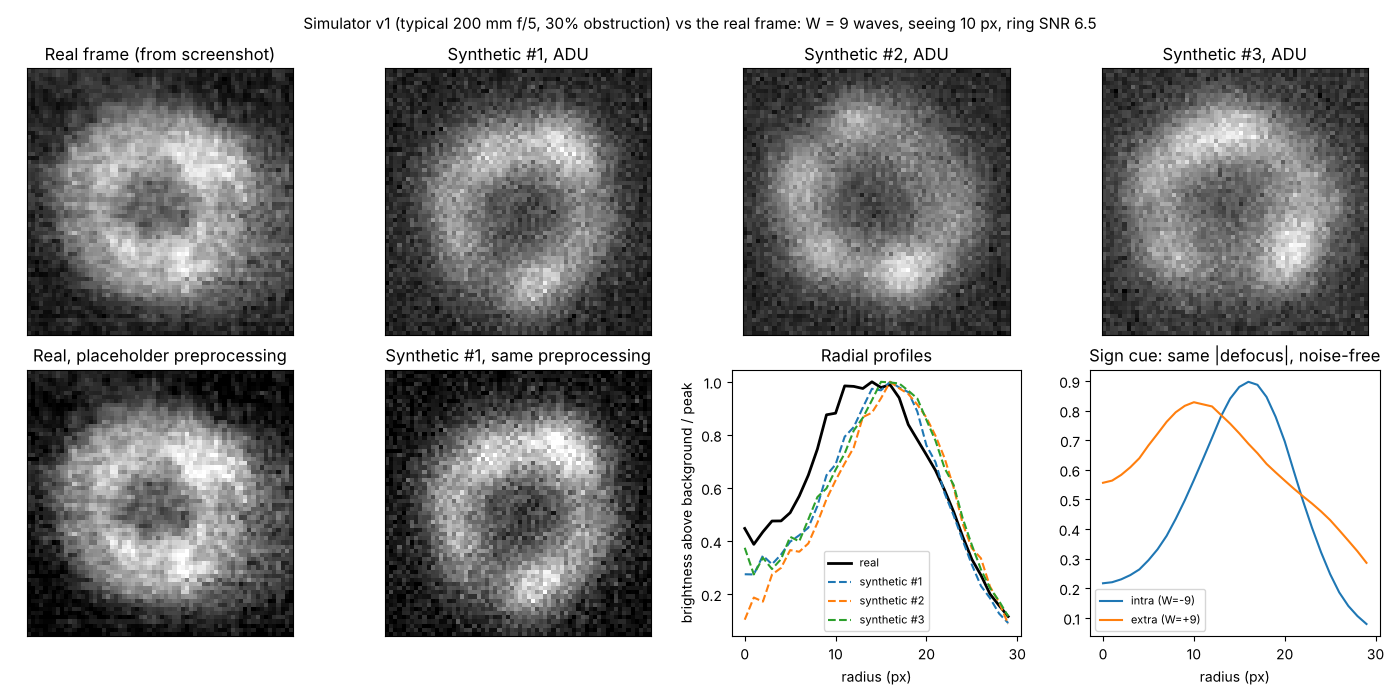 Simulator v1 (typical 200 mm f/5, 30% obstruction) vs the real frame: W = 9 waves, seeing 10 px, ring SNR 6.5
Real frame (from screenshot)
Synthetic #1, ADU
Synthetic #2, ADU
Synthetic #3, ADU
Real, placeholder preprocessing
Synthetic #1, same preprocessing
Radial profiles
brightness above background / peak
1.0
0.8
0.6
0.4
0.2
real
synthetic #1
synthetic #2
synthetic #3
0
10
20
30
radius (px)
Sign cue: same |defocus|, noise-free
0.9
0.8
0.7
0.6
0.5
0.4
0.3
0.2
0.1
intra (W=-9)
extra (W=+9)
0
10
20
30
radius (px)